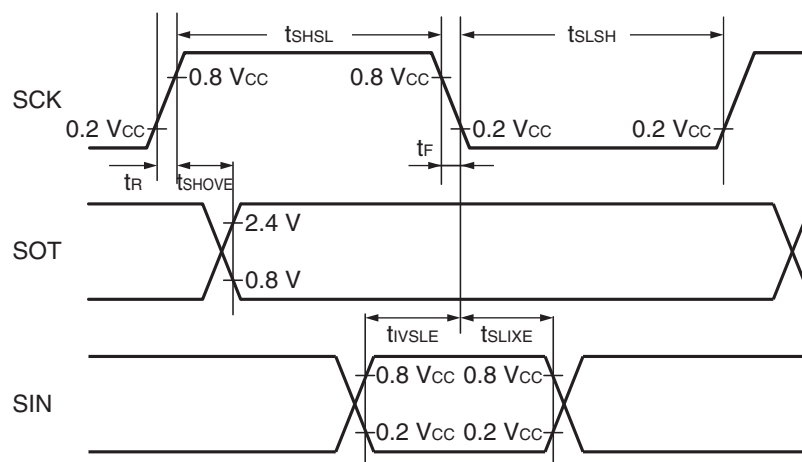 tSHSL tSLSH
SCK
0.8 VCC 0.8 VCC
0.2 VCC 0.2 VCC 0.2 VCC
tF
tR tSHOVE
SOT
2.4 V
0.8 V
tIVSLE tSLIXE
SIN
0.8 VCC 0.8 VCC
0.2 VCC 0.2 VCC